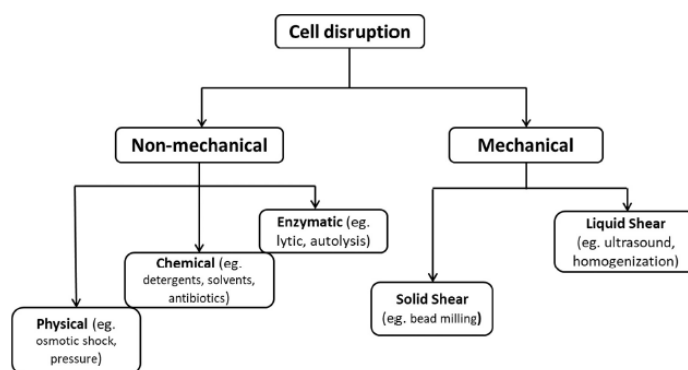 Cell disruption
Non-mechanical
Mechanical
Enzymatic (eg.
lytic, autolysis)
Liquid Shear
(eg. ultrasound,
homogenization)
Chemical (eg.
detergents, solvents,
antibiotics)
Solid Shear
(eg. bead milling)
Physical (eg.
osmotic shock,
pressure)